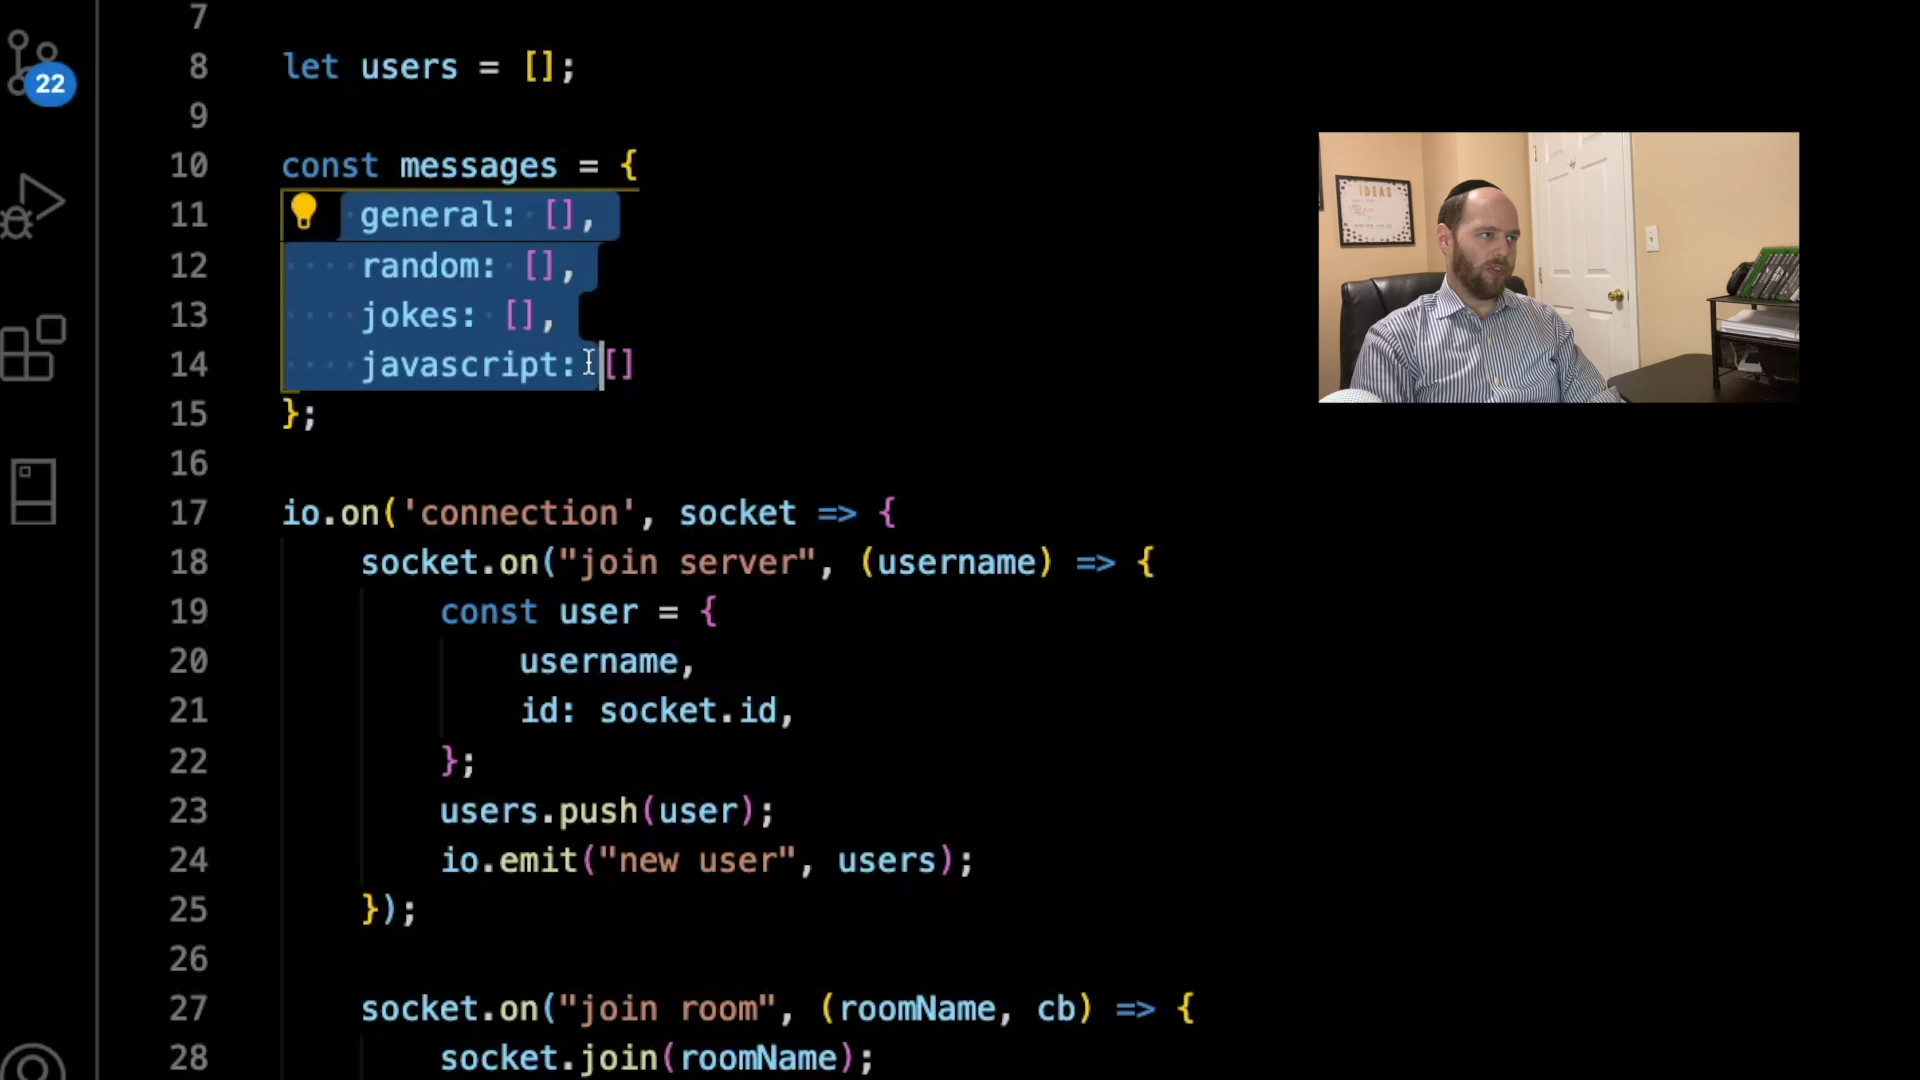 7
8 let users = [];
9
10 const messages = {
11 general: [],
12 random: [],
13 jokes: [],
14 javascript: []
15 };
16
17 io.on('connection', socket => {
18 socket.on("join server", (username) => {
19 const user = {
20 username,
21 id: socket.id,
22 };
23 users.push(user);
24 io.emit("new user", users);
25 });
26
27 socket.on("join room", (roomName, cb) => {
28 socket.join(roomName);
22
IDEAS